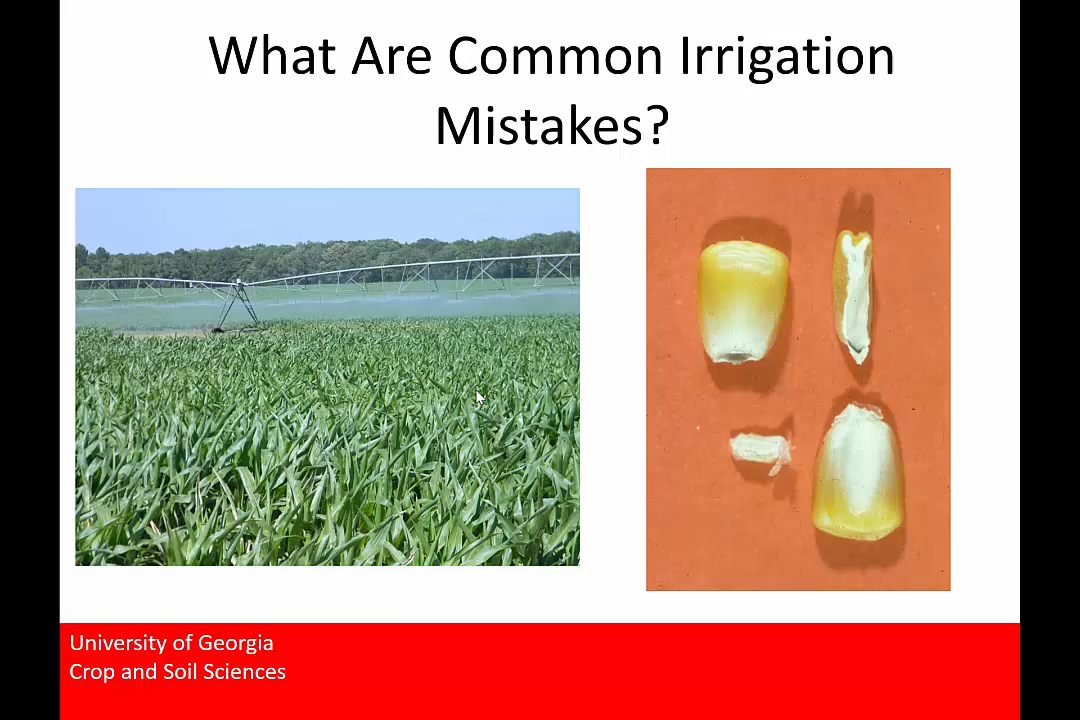 What Are Common Irrigation
Mistakes?
University of Georgia
Crop and Soil Sciences